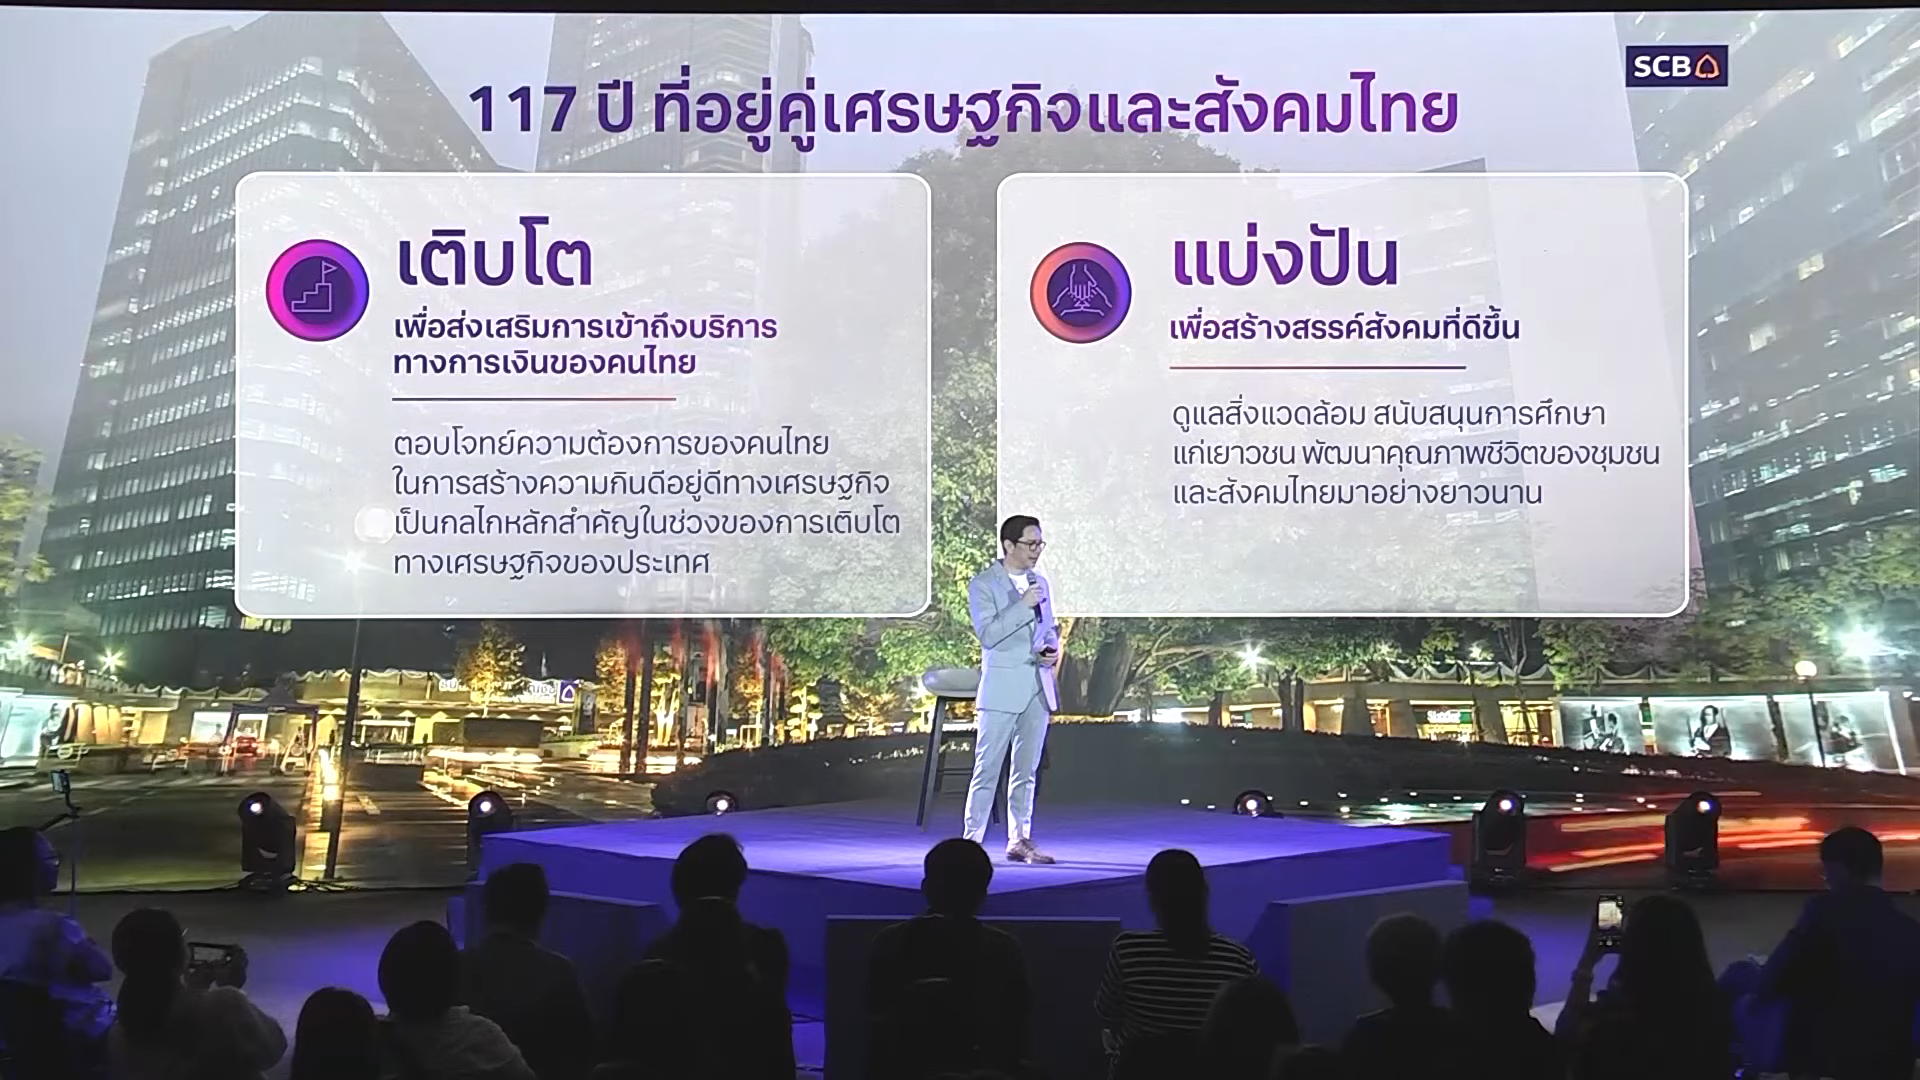 SCB
117 ปี ที่อยู่คู่เศรษฐกิจและสังคมไทย
เติบโต
เพื่อส่งเสริมการเข้าถึงบริการ
ทางการเงินของคนไทย
ตอบโจทย์ความต้องการของคนไทย
ในการสร้างความกินดีอยู่ดีทางเศรษฐกิจ
เป็นกลไกหลักสำคัญในช่วงของการเติบโต
ทางเศรษฐกิจของประเทศ
แบ่งปัน
เพื่อสร้างสรรค์สังคมที่ดีขึ้น
ดูแลสิ่งแวดล้อม สนับสนุนการศึกษา
แก่เยาวชน พัฒนาคุณภาพชีวิตของชุมชน
และสังคมไทยมาอย่างยาวนาน